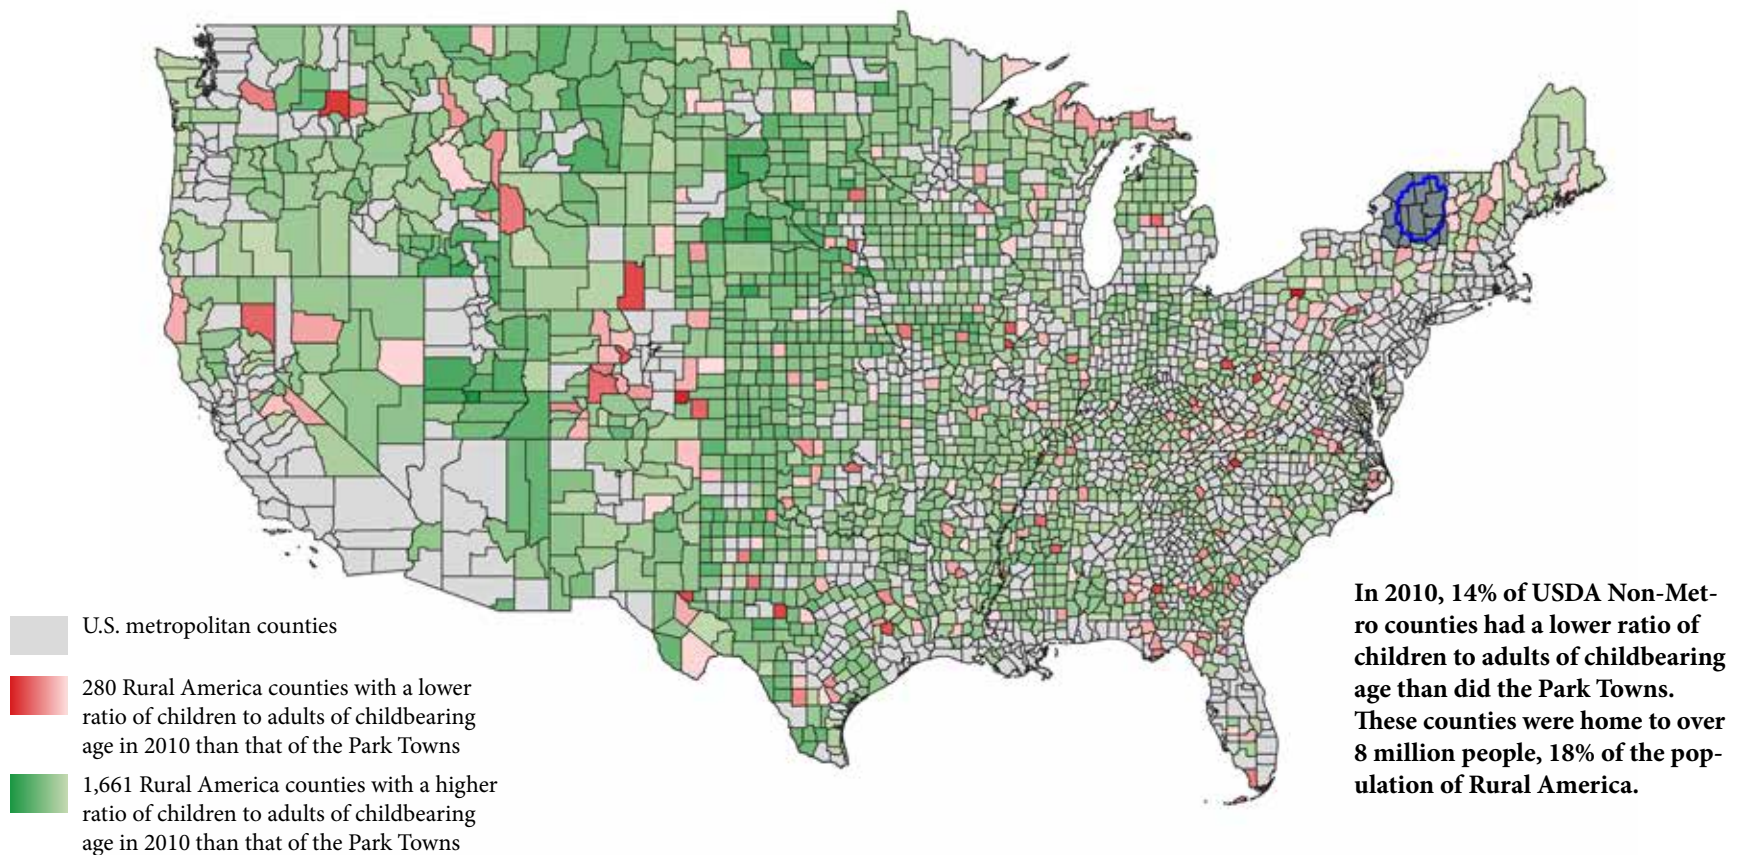 U.S. metropolitan counties
280 Rural America counties with a lower
ratio of children to adults of childbearing
age in 2010 than that of the Park Towns
1,661 Rural America counties with a higher
ratio of children to adults of childbearing
age in 2010 than that of the Park Towns
In 2010, 14% of USDA Non-Met-
ro counties had a lower ratio of
children to adults of childbearing
age than did the Park Towns.
These counties were home to over
8 million people, 18% of the pop-
ulation of Rural America.